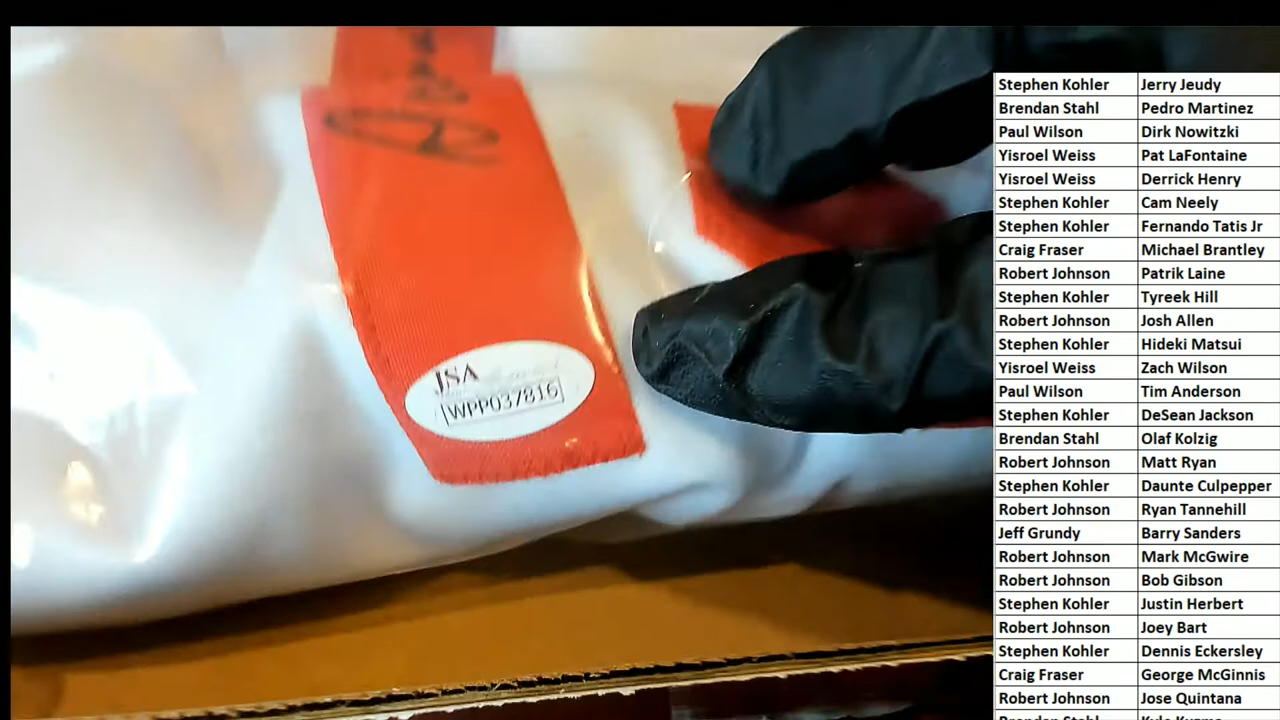 JSA
WPP037816
Stephen Kohler Jerry Jeudy
Brendan Stahl Pedro Martinez
Paul Wilson Dirk Nowitzki
Yisroel Weiss Pat LaFontaine
Yisroel Weiss Derrick Henry
Stephen Kohler Cam Neely
Stephen Kohler Fernando Tatis Jr
Craig Fraser Michael Brantley
Robert Johnson Patrik Laine
Stephen Kohler Tyreek Hill
Robert Johnson Josh Allen
Stephen Kohler Hideki Matsui
Yisroel Weiss Zach Wilson
Paul Wilson Tim Anderson
Stephen Kohler DeSean Jackson
Brendan Stahl Olaf Kolzig
Robert Johnson Matt Ryan
Stephen Kohler Daunte Culpepper
Robert Johnson Ryan Tannehill
Jeff Grundy Barry Sanders
Robert Johnson Mark McGwire
Robert Johnson Bob Gibson
Stephen Kohler Justin Herbert
Robert Johnson Joey Bart
Stephen Kohler Dennis Eckersley
Craig Fraser George McGinnis
Robert Johnson Jose Quintana
Brendan Stahl Kyle Kuzma